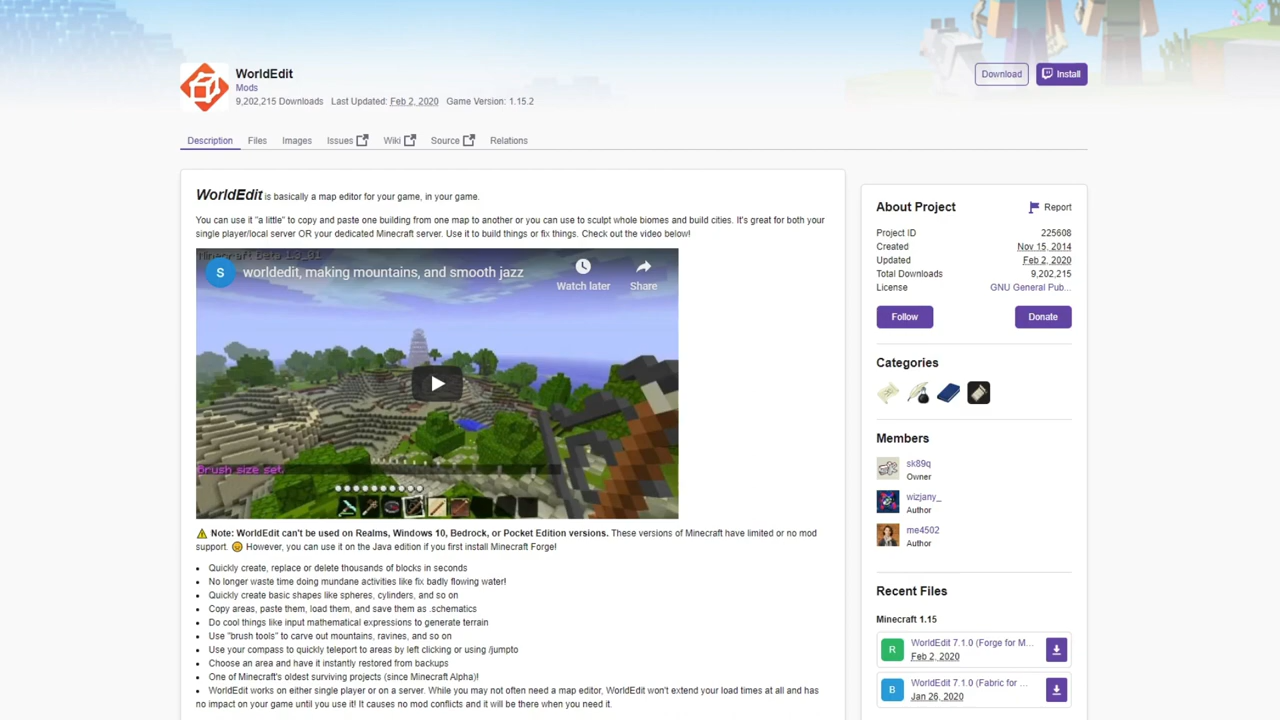 WorldEdit
Mods
9,202,215 Downloads Last Updated: Feb 2, 2020 Game Version: 1.15.2
Download
Install
Description Files Images Issues Wiki Source Relations
WorldEdit is basically a map editor for your game, in your game.
You can use it "a little" to copy and paste one building from one map to another or you can use to sculpt whole biomes and build cities. It's great for both your
single player/local server OR your dedicated Minecraft server. Use it to build things or fix things. Check out the video below!
Minecraft Beta 1.3_01
S
worldedit, making mountains, and smooth jazz
Watch later
Share
Brush size set.
Note: WorldEdit can't be used on Realms, Windows 10, Bedrock, or Pocket Edition versions. These versions of Minecraft have limited or no mod
support. However, you can use it on the Java edition if you first install Minecraft Forge!
• Quickly create, replace or delete thousands of blocks in seconds
• No longer waste time doing mundane activities like fix badly flowing water!
• Quickly create basic shapes like spheres, cylinders, and so on
• Copy areas, paste them, load them, and save them as .schematics
• Do cool things like input mathematical expressions to generate terrain
• Use "brush tools" to carve out mountains, ravines, and so on
• Use your compass to quickly teleport to areas by left clicking or using /jumpto
• Choose an area and have it instantly restored from backups
• One of Minecraft's oldest surviving projects (since Minecraft Alpha)!
• WorldEdit works on either single player or on a server. While you may not often need a map editor, WorldEdit won't extend your load times at all and has
no impact on your game until you use it! It causes no mod conflicts and it will be there when you need it.
About Project
Report
Project ID 225608
Created Nov 15, 2014
Updated Feb 2, 2020
Total Downloads 9,202,215
License GNU General Pub...
Follow
Donate
Categories
Members
sk89q
Owner
wizjany_
Author
me4502
Author
Recent Files
Minecraft 1.15
R
WorldEdit 7.1.0 (Forge for M...
Feb 2, 2020
B
WorldEdit 7.1.0 (Fabric for ...
Jan 26, 2020